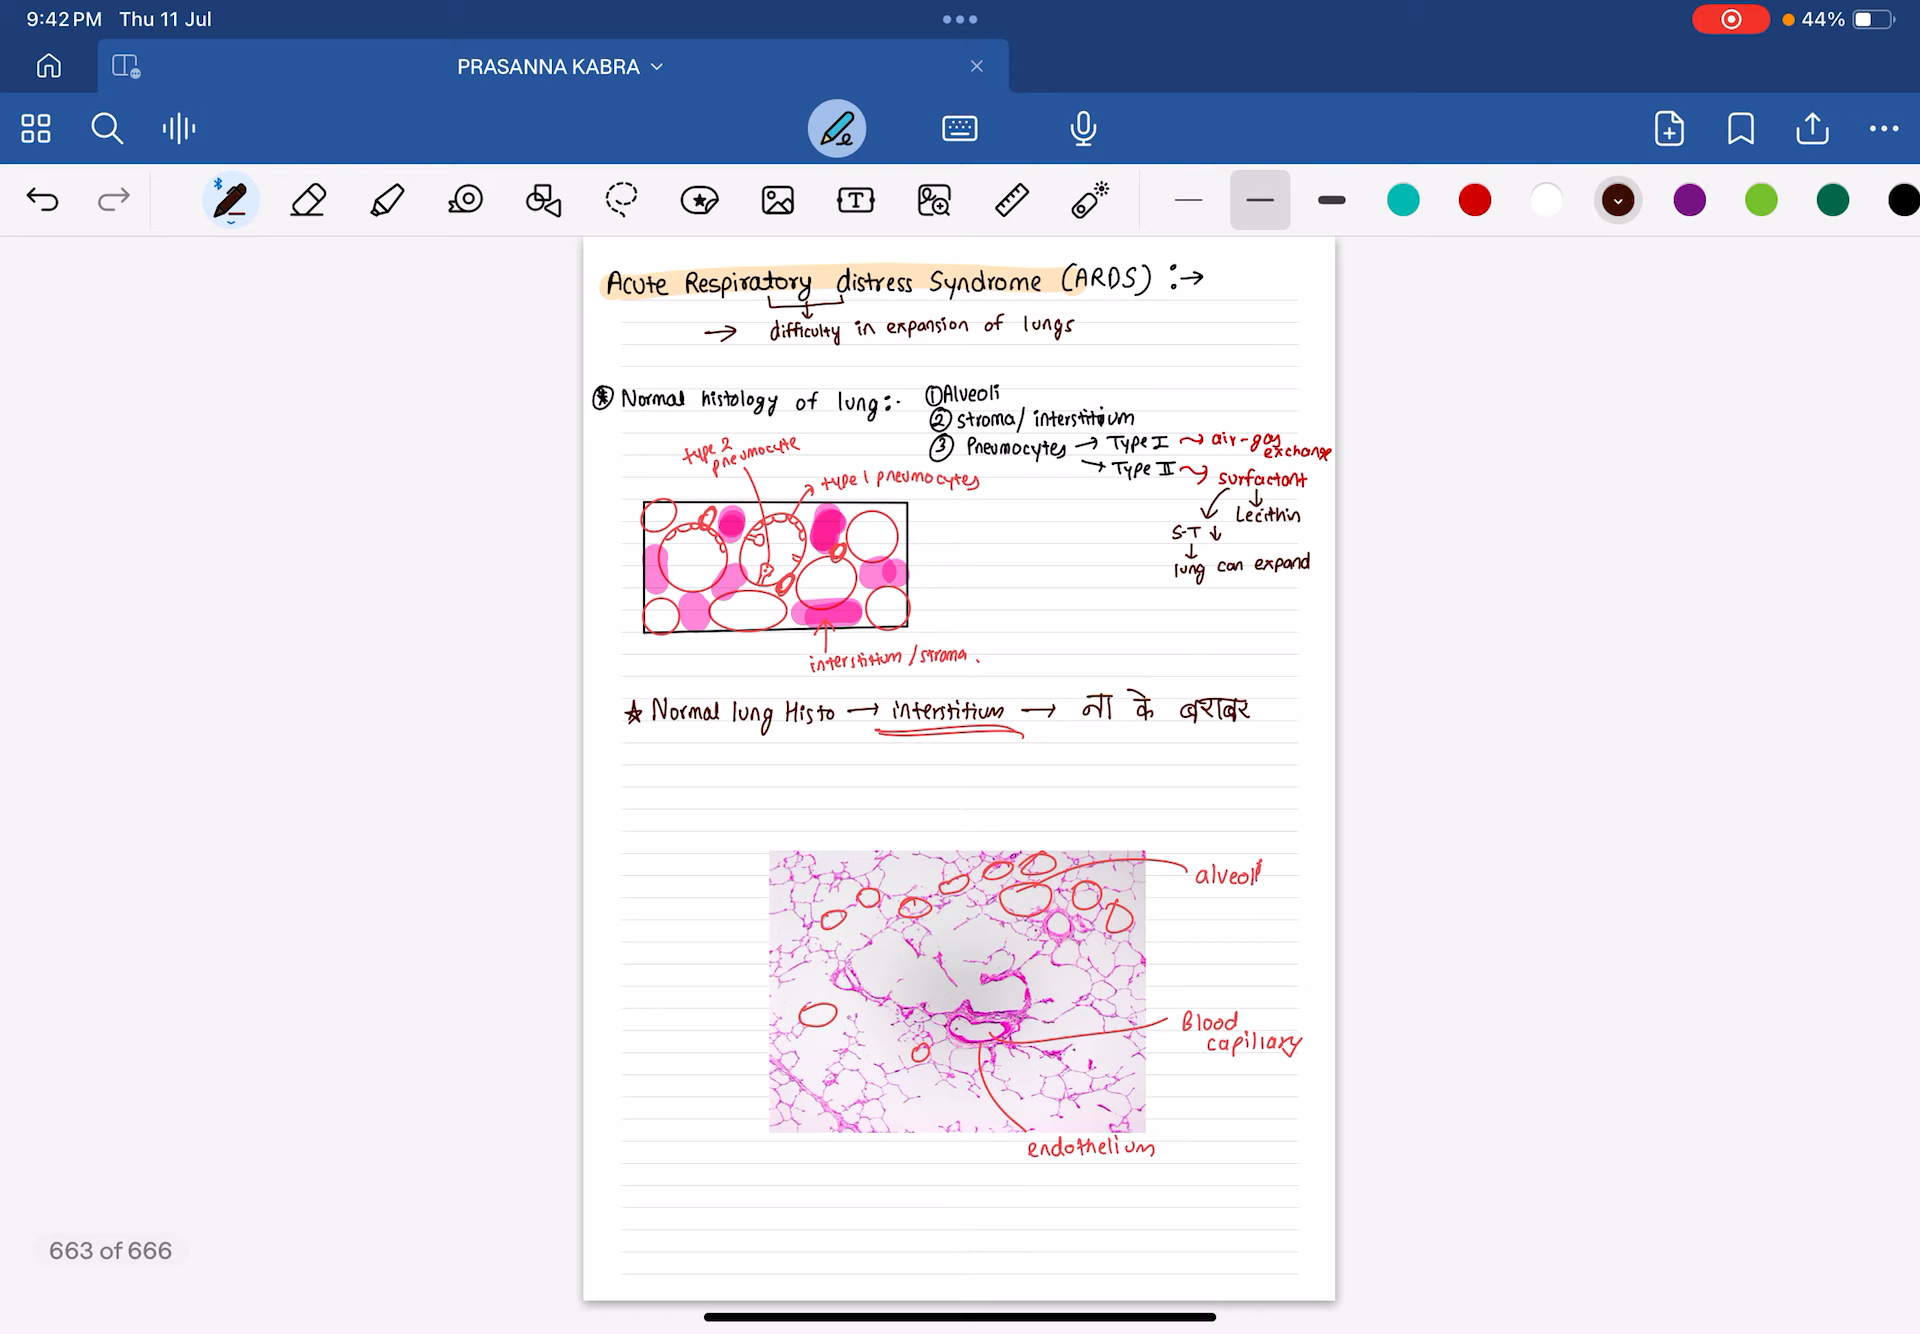 9:42 PM Thu 11 Jul
44%
PRASANNA KABRA
Acute Respiratory distress Syndrome (ARDS) :→
→ difficulty in expansion of lungs
Normal histology of lung:-
① Alveoli
② Stroma/interstitium
③ Pneumocytes → Type I ⇝ air-gas exchange
→ Type II ⇝ surfactant
Lecithin
S-T ↓
↓
lung can expand
type 2
pneumocyte
type 1 pneumocytes
interstitium/stroma.
☆ Normal lung Histo → interstitium → ना के बराबर
alveoli
Blood
capillary
endothelium
663 of 666